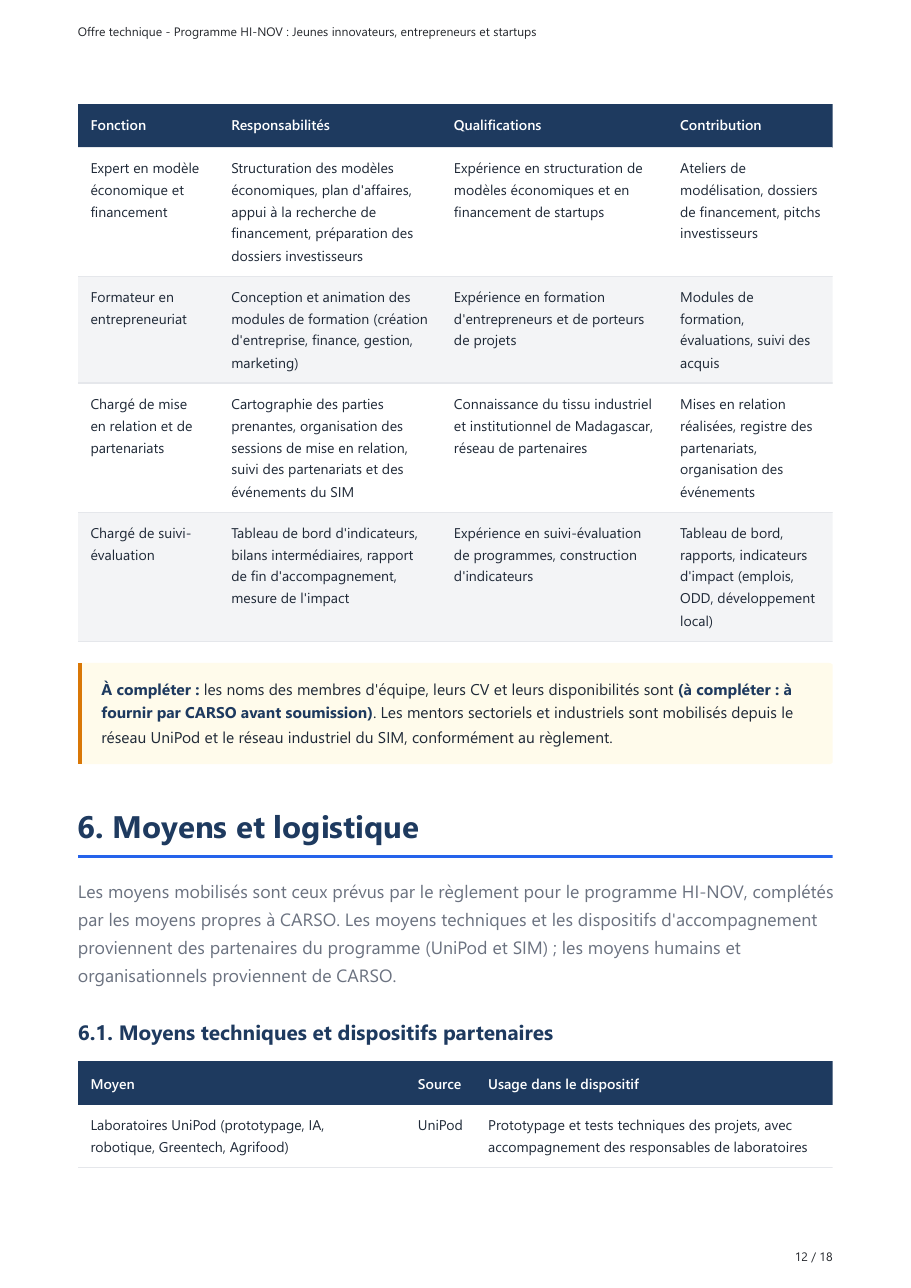 Offre technique - Programme HI-NOV : Jeunes innovateurs, entrepreneurs et startups
Fonction
Responsabilités
Qualifications
Contribution
Expert en modèle
économique et
financement
Structuration des modèles
économiques, plan d'affaires,
appui à la recherche de
financement, préparation des
dossiers investisseurs
Expérience en structuration de
modèles économiques et en
financement de startups
Ateliers de
modélisation, dossiers
de financement, pitchs
investisseurs
Formateur en
entrepreneuriat
Conception et animation des
modules de formation (création
d'entreprise, finance, gestion,
marketing)
Expérience en formation
d'entrepreneurs et de porteurs
de projets
Modules de
formation,
évaluations, suivi des
acquis
Chargé de mise
en relation et de
partenariats
Cartographie des parties
prenantes, organisation des
sessions de mise en relation,
suivi des partenariats et des
événements du SIM
Connaissance du tissu industriel
et institutionnel de Madagascar,
réseau de partenaires
Mises en relation
réalisées, registre des
partenariats,
organisation des
événements
Chargé de suivi-
évaluation
Tableau de bord d'indicateurs,
bilans intermédiaires, rapport
de fin d'accompagnement,
mesure de l'impact
Expérience en suivi-évaluation
de programmes, construction
d'indicateurs
Tableau de bord,
rapports, indicateurs
d'impact (emplois,
ODD, développement
local)
À compléter : les noms des membres d'équipe, leurs CV et leurs disponibilités sont (à compléter : à
fournir par CARSO avant soumission). Les mentors sectoriels et industriels sont mobilisés depuis le
réseau UniPod et le réseau industriel du SIM, conformément au règlement.
6. Moyens et logistique
Les moyens mobilisés sont ceux prévus par le règlement pour le programme HI-NOV, complétés
par les moyens propres à CARSO. Les moyens techniques et les dispositifs d'accompagnement
proviennent des partenaires du programme (UniPod et SIM) ; les moyens humains et
organisationnels proviennent de CARSO.
6.1. Moyens techniques et dispositifs partenaires
Moyen
Source
Usage dans le dispositif
Laboratoires UniPod (prototypage, IA,
robotique, Greentech, Agrifood)
UniPod
Prototypage et tests techniques des projets, avec
accompagnement des responsables de laboratoires
12 / 18